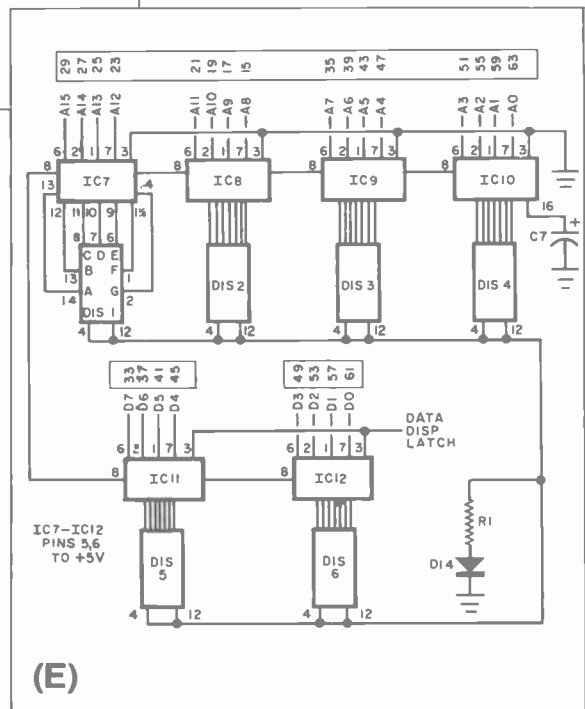 29 27 25 23 21 19 17 15 35 39 43 47 51 55 59 63
A15 A14 A13 A12 A11 A10 A9 A8 A7 A6 A5 A4 A3 A2 A1 A0
6 2 1 7 3 6 2 1 7 3 6 2 1 7 3 6 2 1 7 3
8 IC7 8 IC8 8 IC9 8 IC10
13 14 16
12 11 10 9 15 + C7
8 7 6
C D E
13 B F 1
14 A G 2
DIS 1 DIS 2 DIS 3 DIS 4
4 12 4 12 4 12 4 12
33 37 41 45 49 53 57 61
D7 D6 D5 D4 D3 D2 D1 D0
DATA
DISP
LATCH
6 2 1 7 3 6 2 1 7 3
8 IC11 8 IC12
R1
IC7-IC12
PINS 5,6
TO +5V
DIS 5 DIS 6
D14
4 12 4 12
(E)